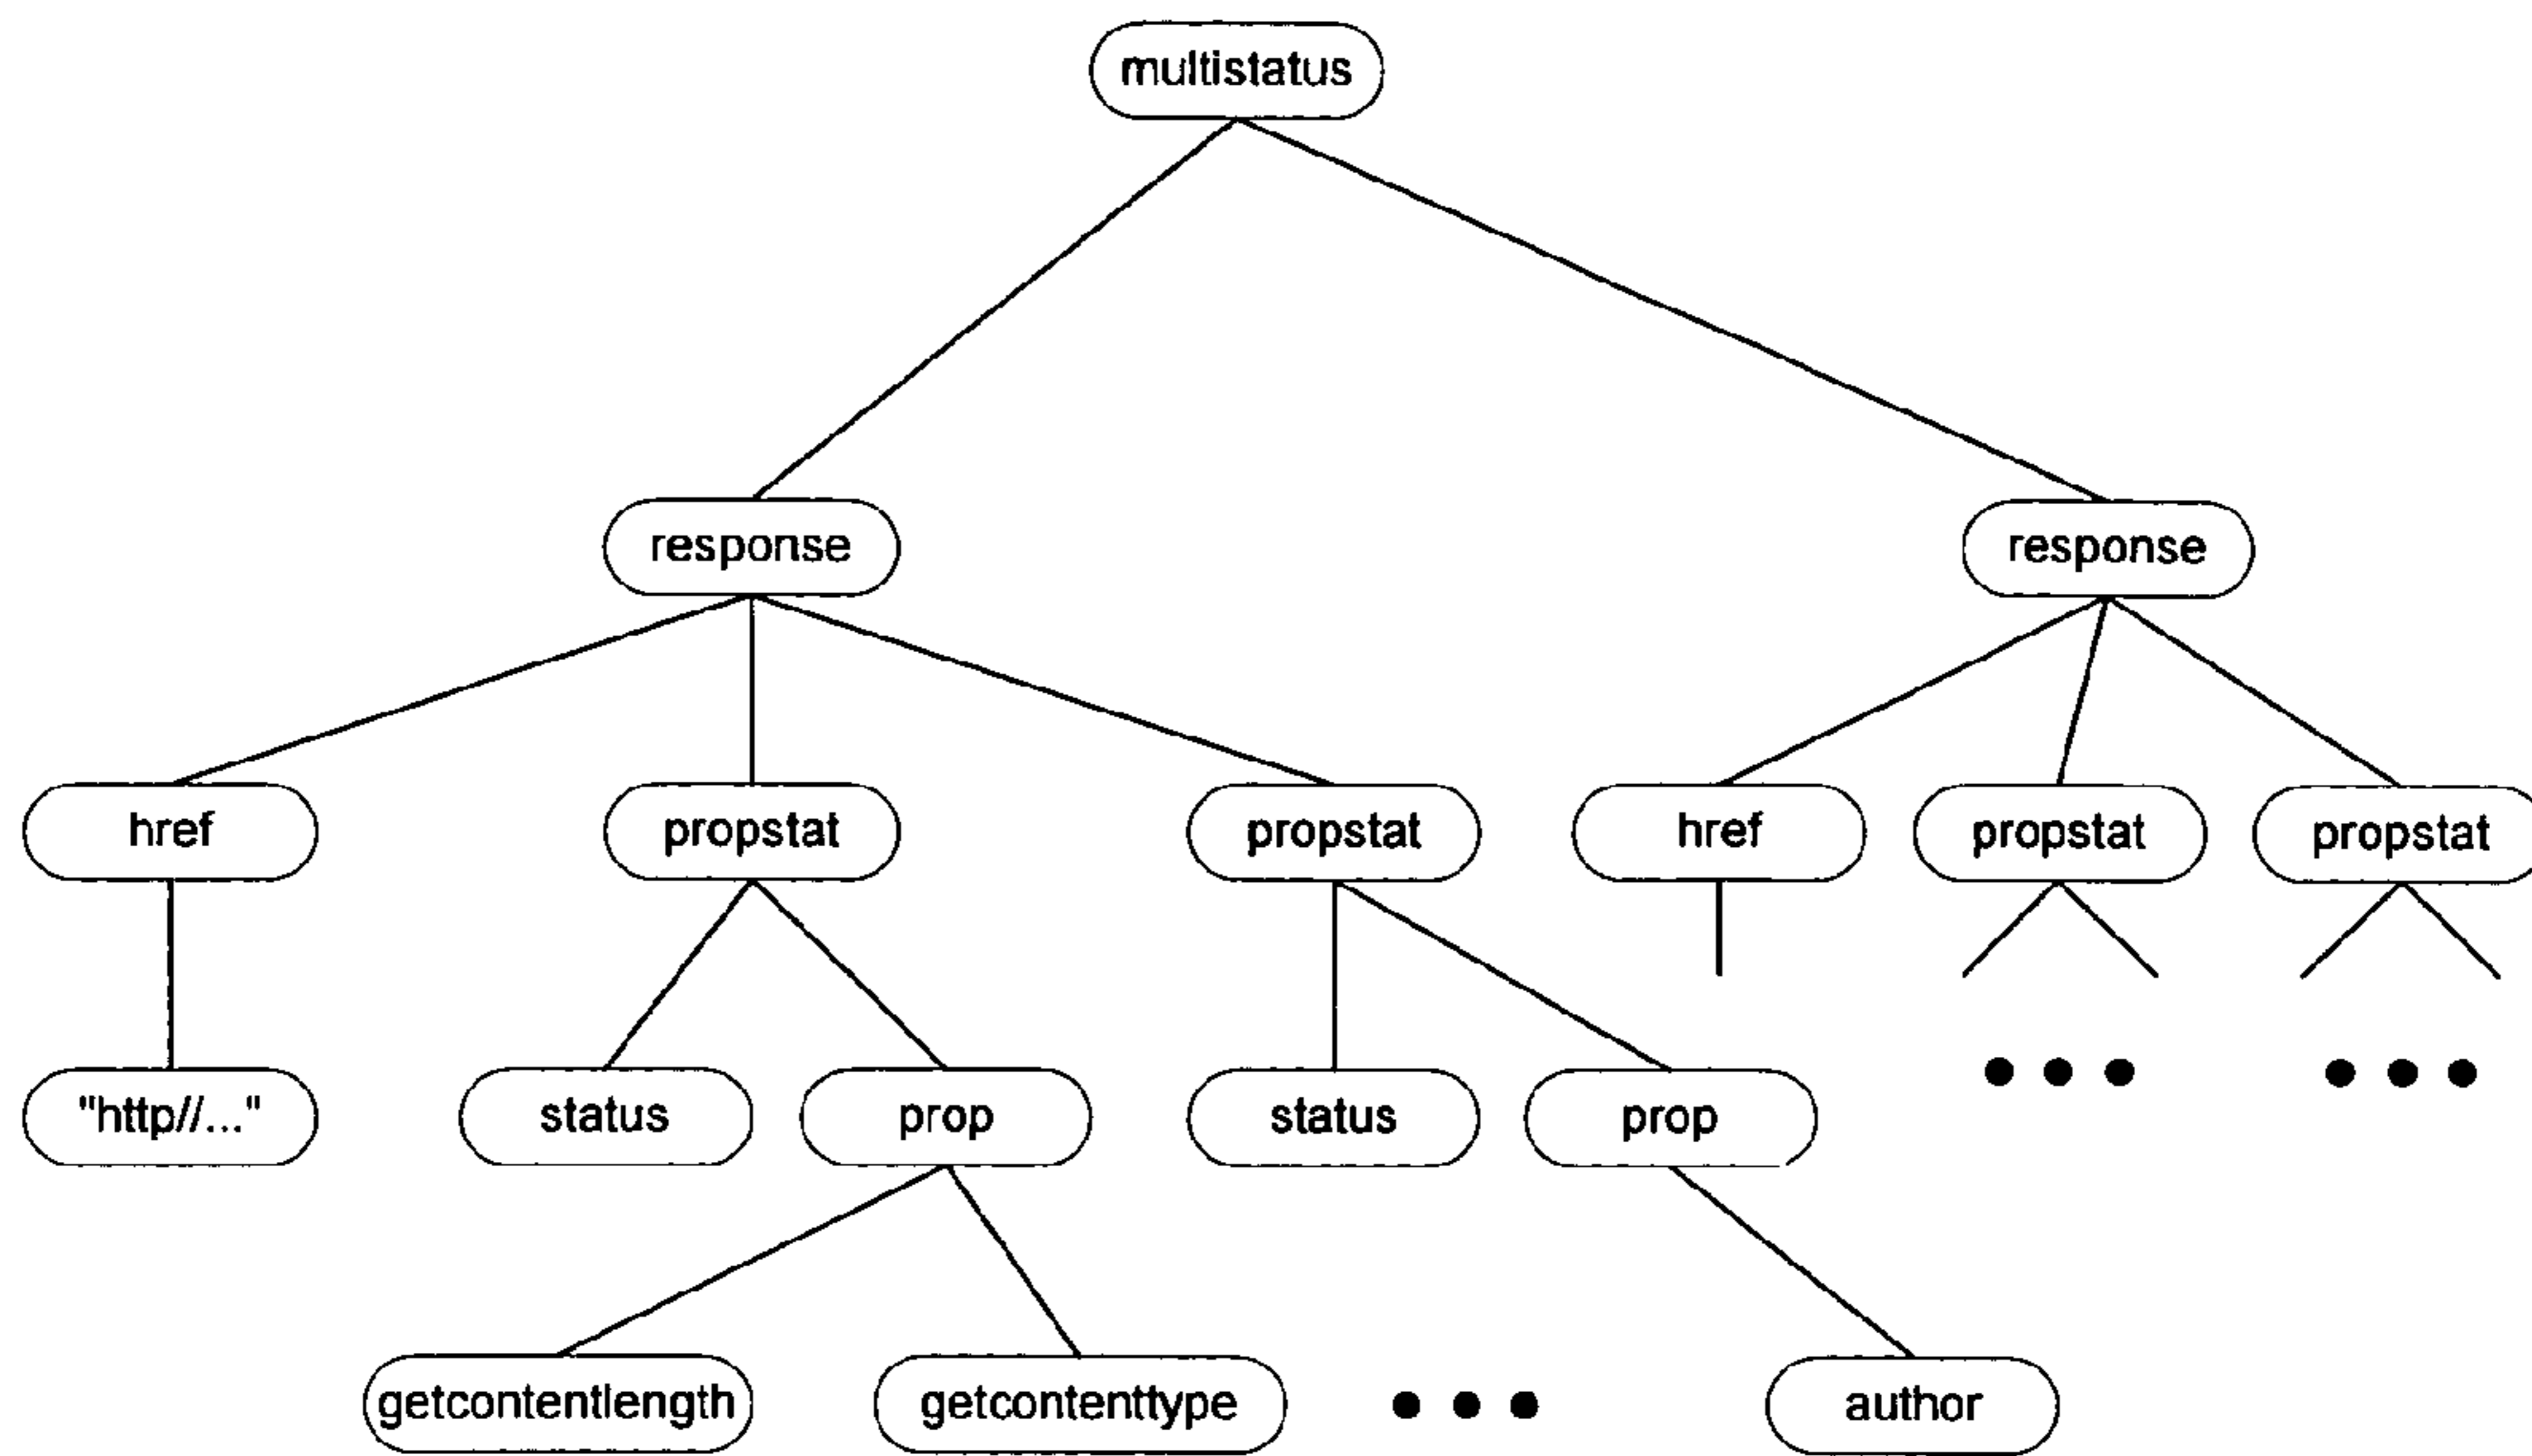 multistatus
response
response
href
propstat
propstat
href
propstat
propstat
"http//..."
status
prop
status
prop
getcontentlength
getcontenttype
author